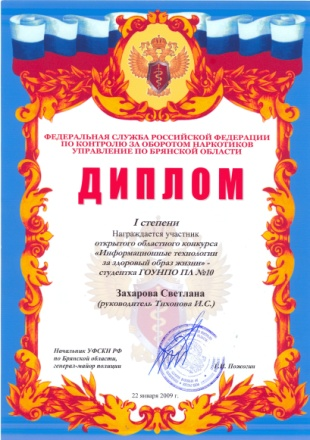 ФЕДЕРАЛЬНАЯ СЛУЖБА РОССИЙСКОЙ ФЕДЕРАЦИИ
ПО КОНТРОЛЮ ЗА ОБОРОТОМ НАРКОТИКОВ
УПРАВЛЕНИЕ ПО БРЯНСКОЙ ОБЛАСТИ
ДИПЛОМ
I степени
Награждается участник
открытого областного конкурса
«Информационные технологии
за здоровый образ жизни» -
студентка ГОУНПО ПЛ №10
Захарова Светлана
(руководитель Тихонова И.С.)
Начальник УФСКН РФ
по Брянской области,
генерал-майор полиции
22 января 2009 г.